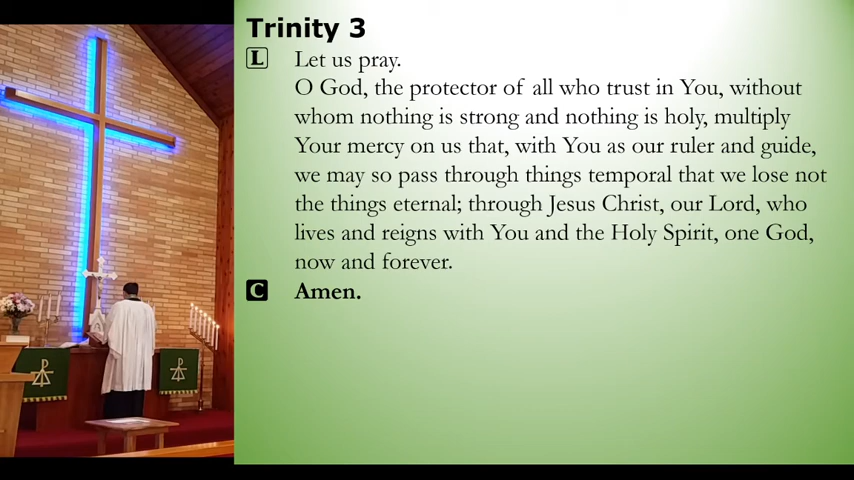 Trinity 3
L Let us pray.
O God, the protector of all who trust in You, without
whom nothing is strong and nothing is holy, multiply
Your mercy on us that, with You as our ruler and guide,
we may so pass through things temporal that we lose not
the things eternal; through Jesus Christ, our Lord, who
lives and reigns with You and the Holy Spirit, one God,
now and forever.
C Amen.